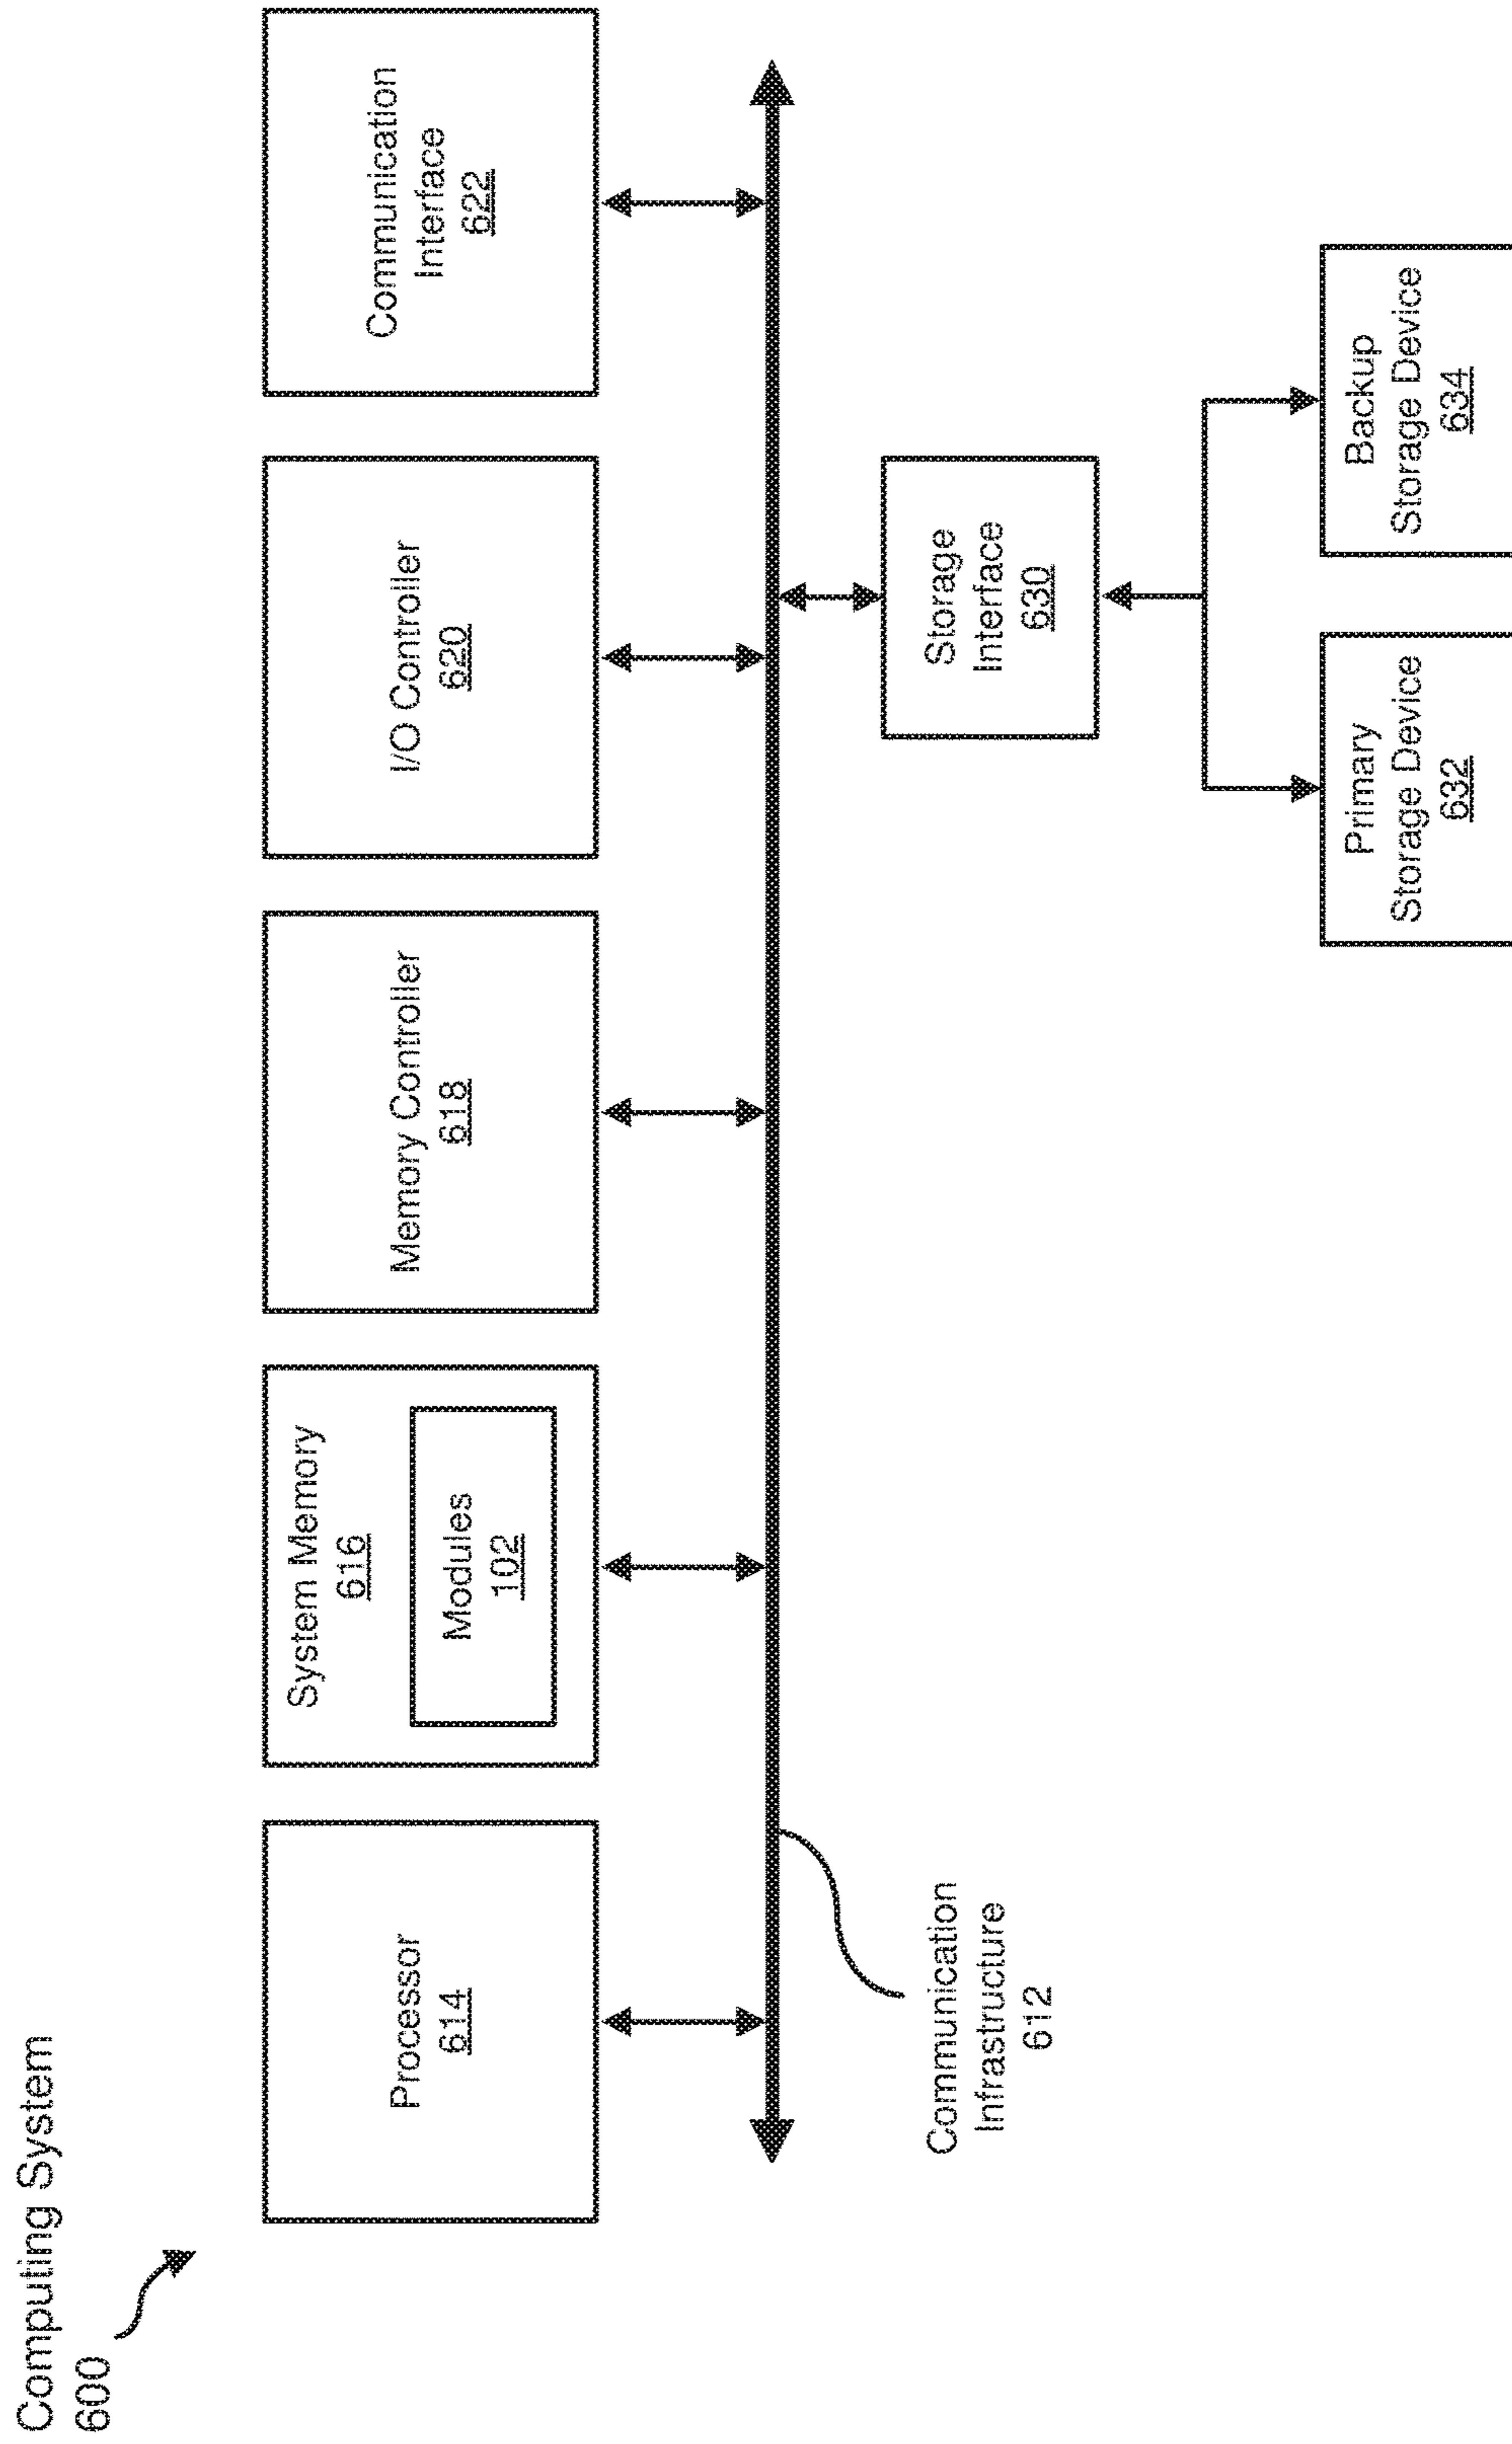 Computing System
600
Processor
614
System Memory
616
Modules
102
Memory Controller
618
I/O Controller
620
Communication
Interface
622
Communication
Infrastructure
612
Storage
Interface
630
Primary
Storage Device
632
Backup
Storage Device
634